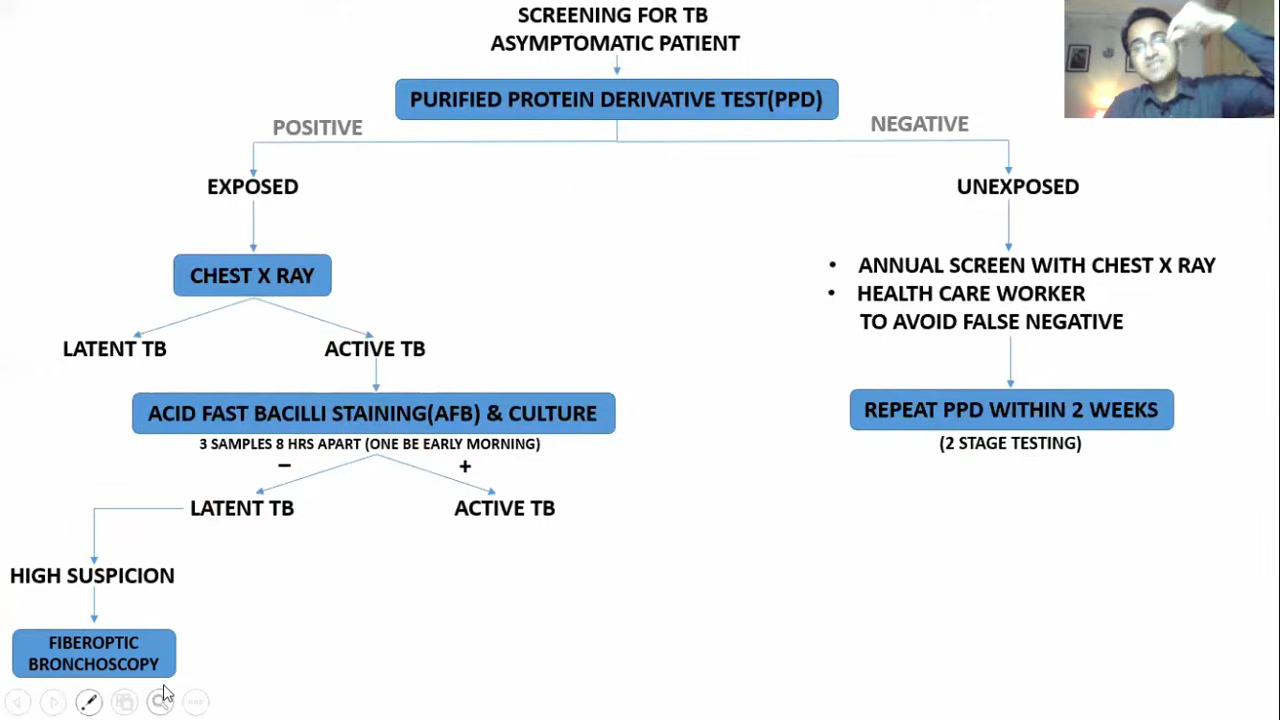 SCREENING FOR TB
ASYMPTOMATIC PATIENT
PURIFIED PROTEIN DERIVATIVE TEST(PPD)
POSITIVE
NEGATIVE
EXPOSED
UNEXPOSED
CHEST X RAY
• ANNUAL SCREEN WITH CHEST X RAY
• HEALTH CARE WORKER
TO AVOID FALSE NEGATIVE
LATENT TB
ACTIVE TB
ACID FAST BACILLI STAINING(AFB) & CULTURE
3 SAMPLES 8 HRS APART (ONE BE EARLY MORNING)
REPEAT PPD WITHIN 2 WEEKS
(2 STAGE TESTING)
– +
LATENT TB
ACTIVE TB
HIGH SUSPICION
FIBEROPTIC
BRONCHOSCOPY